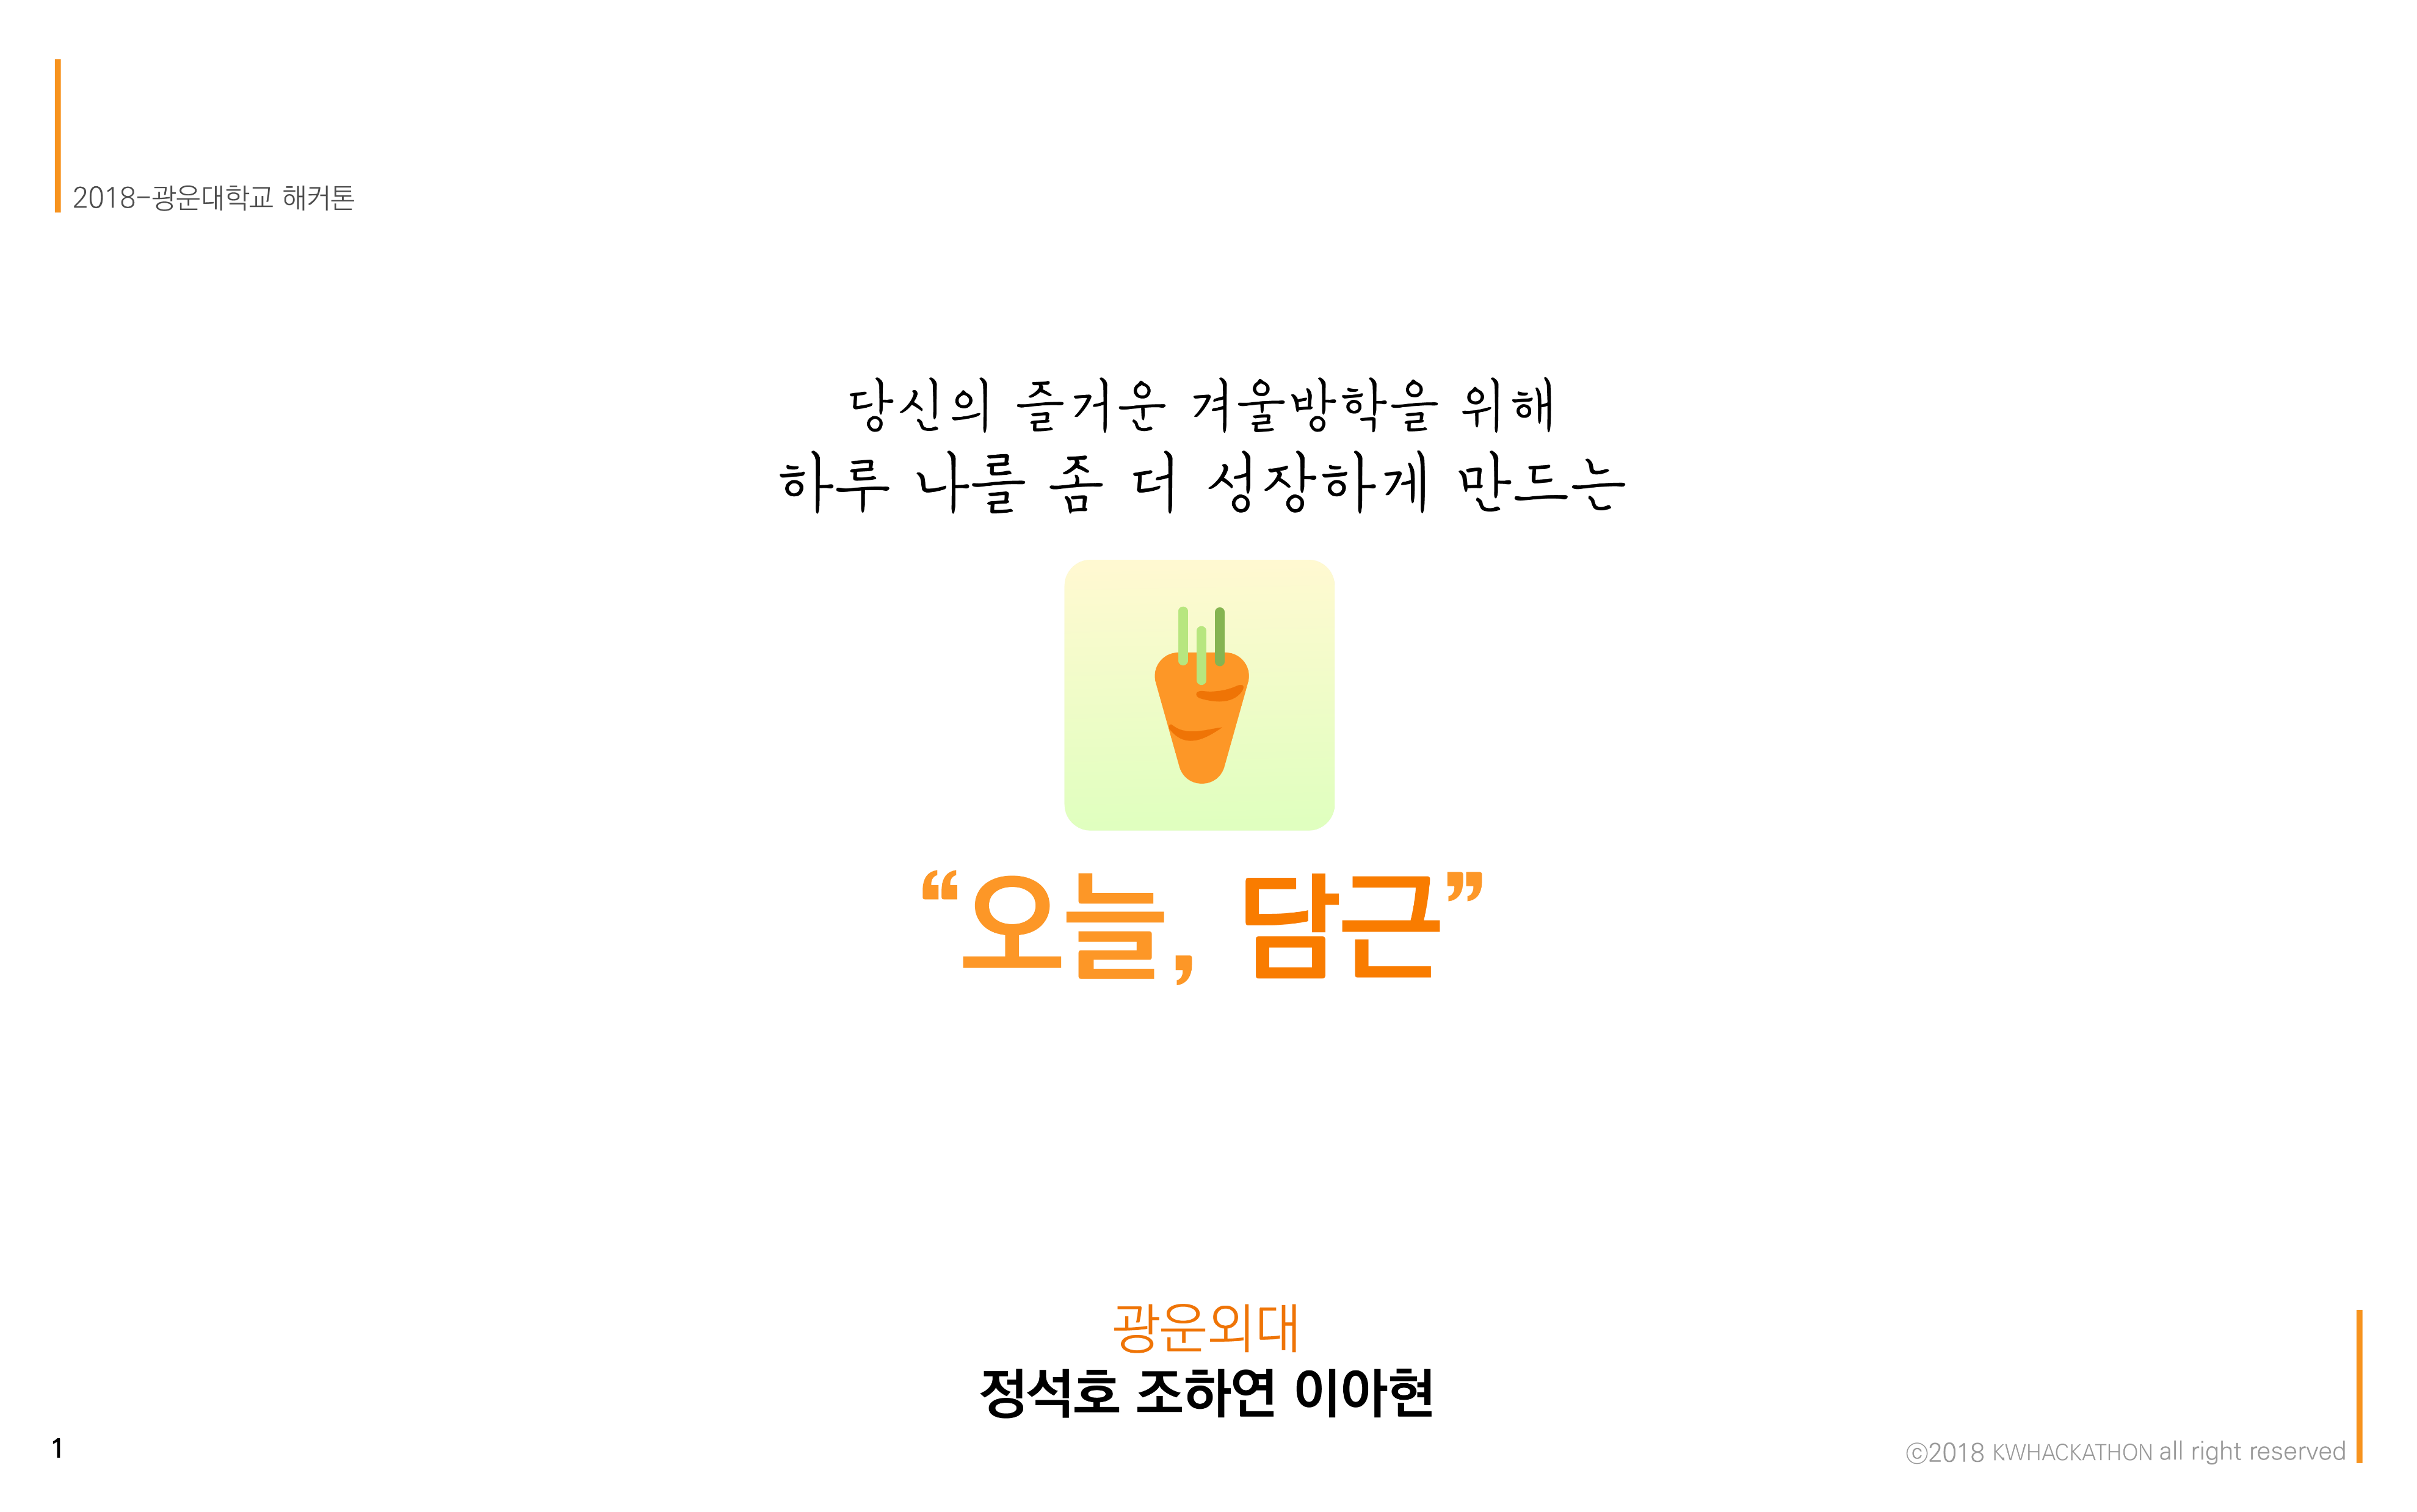 2018-광운대학교 해커톤
당신의 즐거운 겨울방학을 위해
하루 나를 좀 더 성장하게 만드는
“오늘, 담근”
광운외대
정석호 조하연 이아현
1
©2018 KWHACKATHON all right reserved